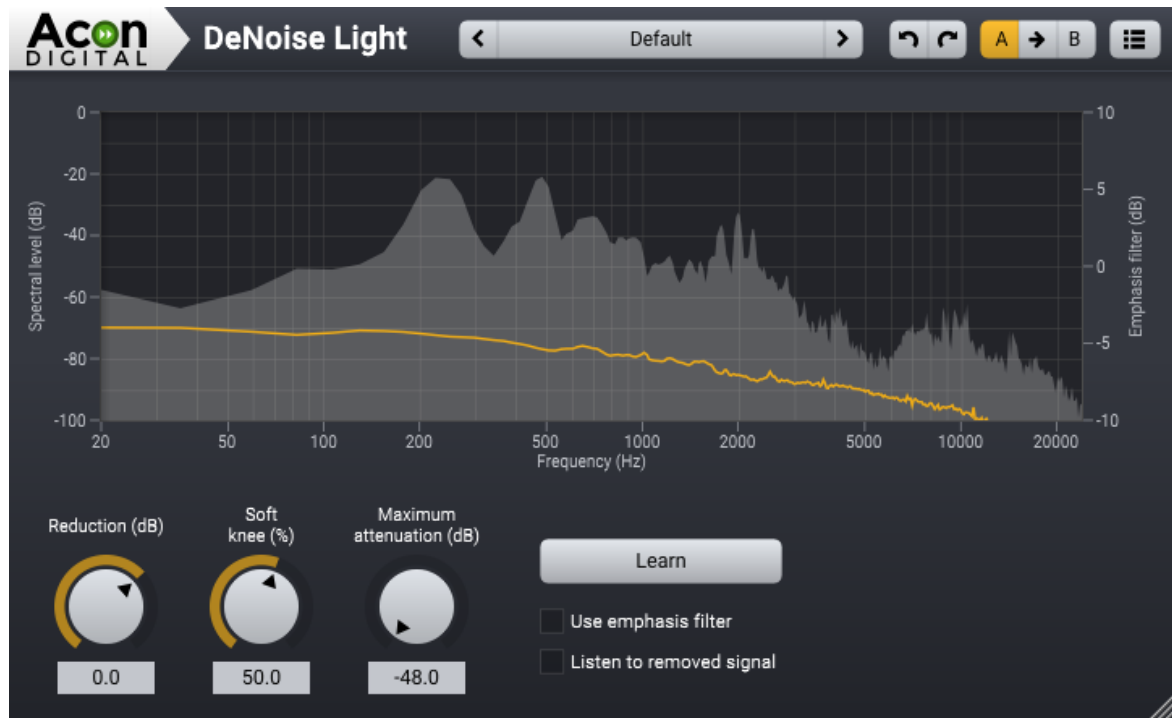 Acon
DIGITAL
DeNoise Light
Default
A
B
0
-20
-40
-60
-80
-100
Spectral level (dB)
10
5
0
-5
-10
Emphasis filter (dB)
20
50
100
200
500
1000
2000
5000
10000
20000
Frequency (Hz)
Reduction (dB)
Soft
knee (%)
Maximum
attenuation (dB)
0.0
50.0
-48.0
Learn
Use emphasis filter
Listen to removed signal